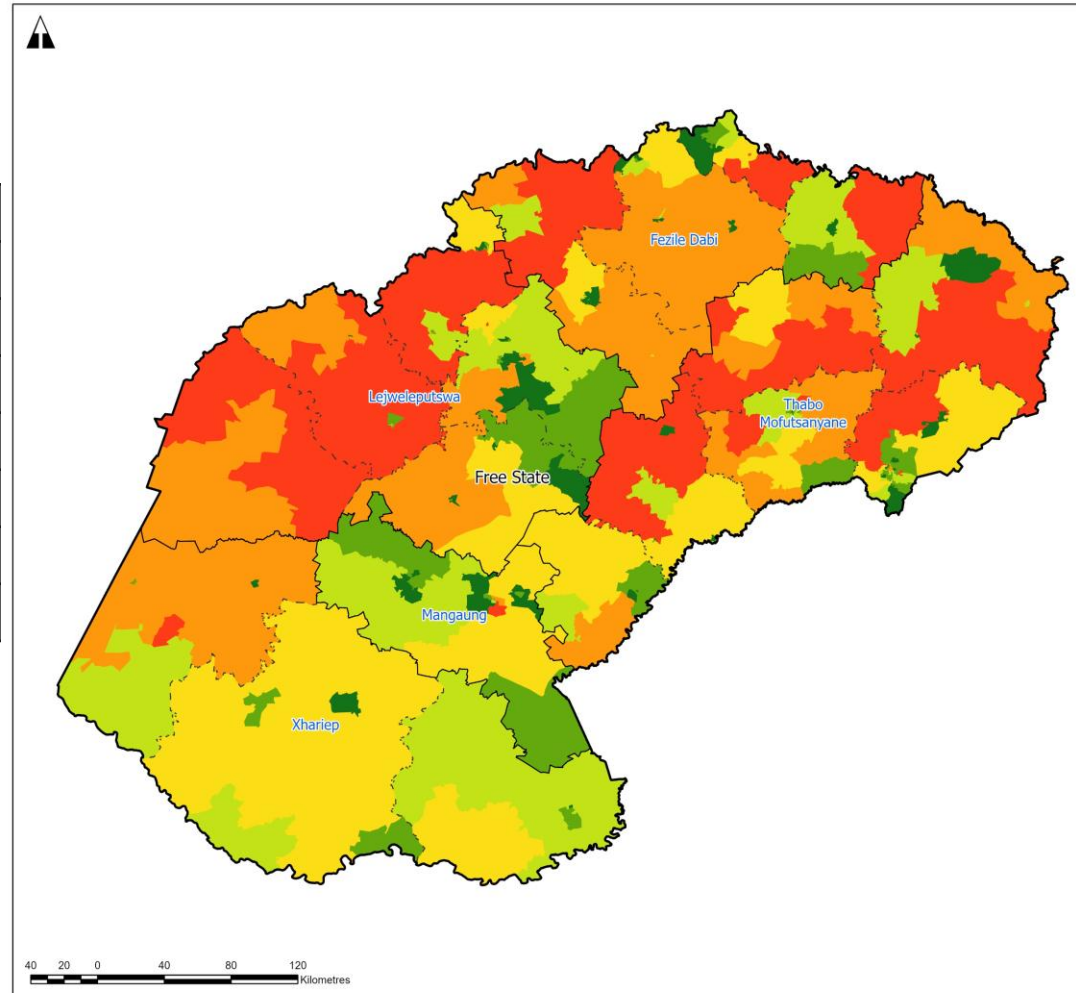 Fezile Dabi
Lejweleputswa
Thabo
Mofutsanyane
Free State
Mangaung
Xhariep
40 20 0 40 80 120
Kilometres